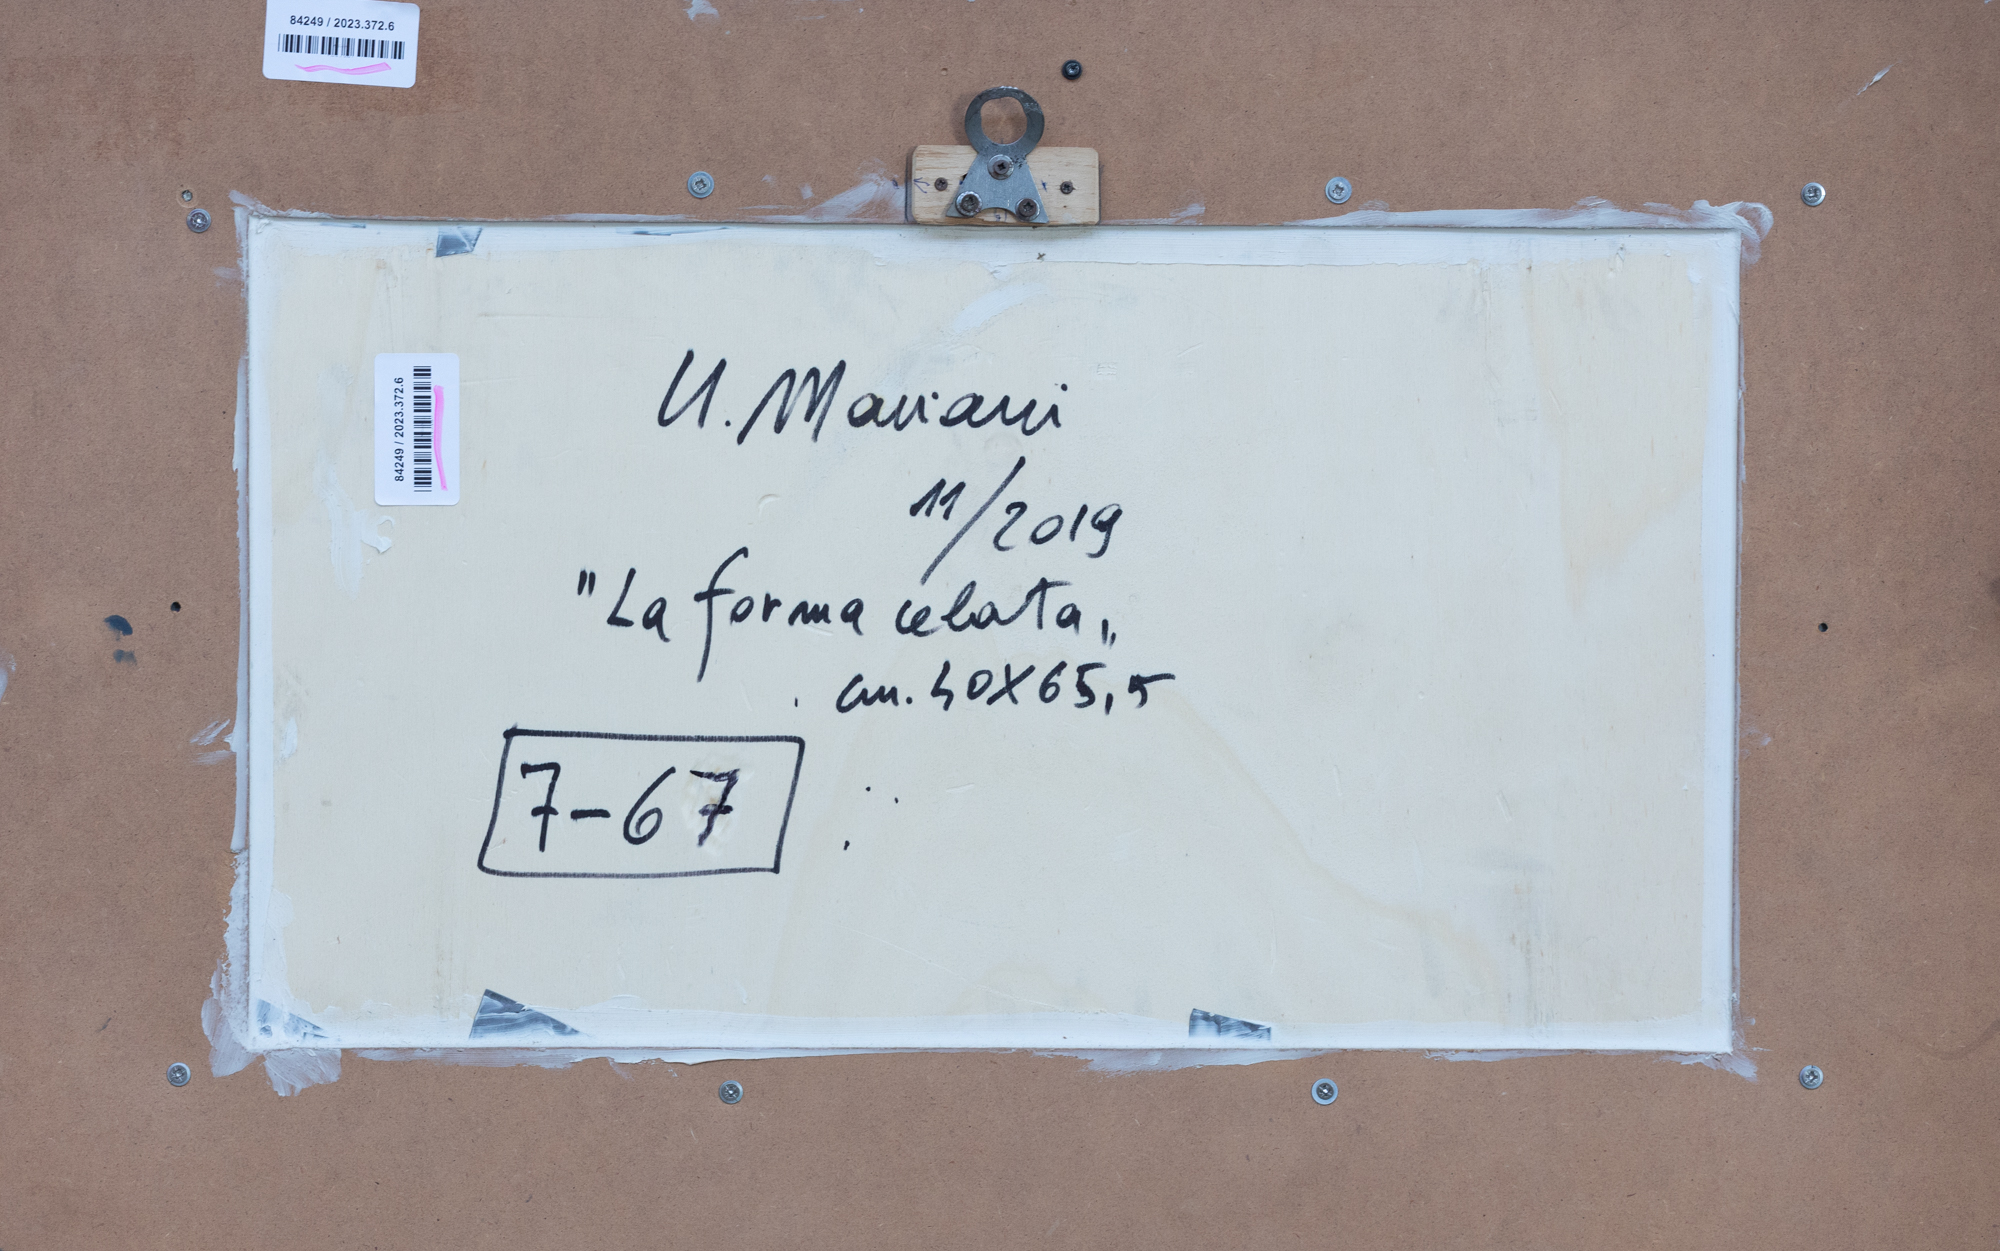 84249 / 2023.372.6
84249 / 2023.372.6
U. Mariani
11/2019
"La forma celata„
cm. 40X65,5
7-67